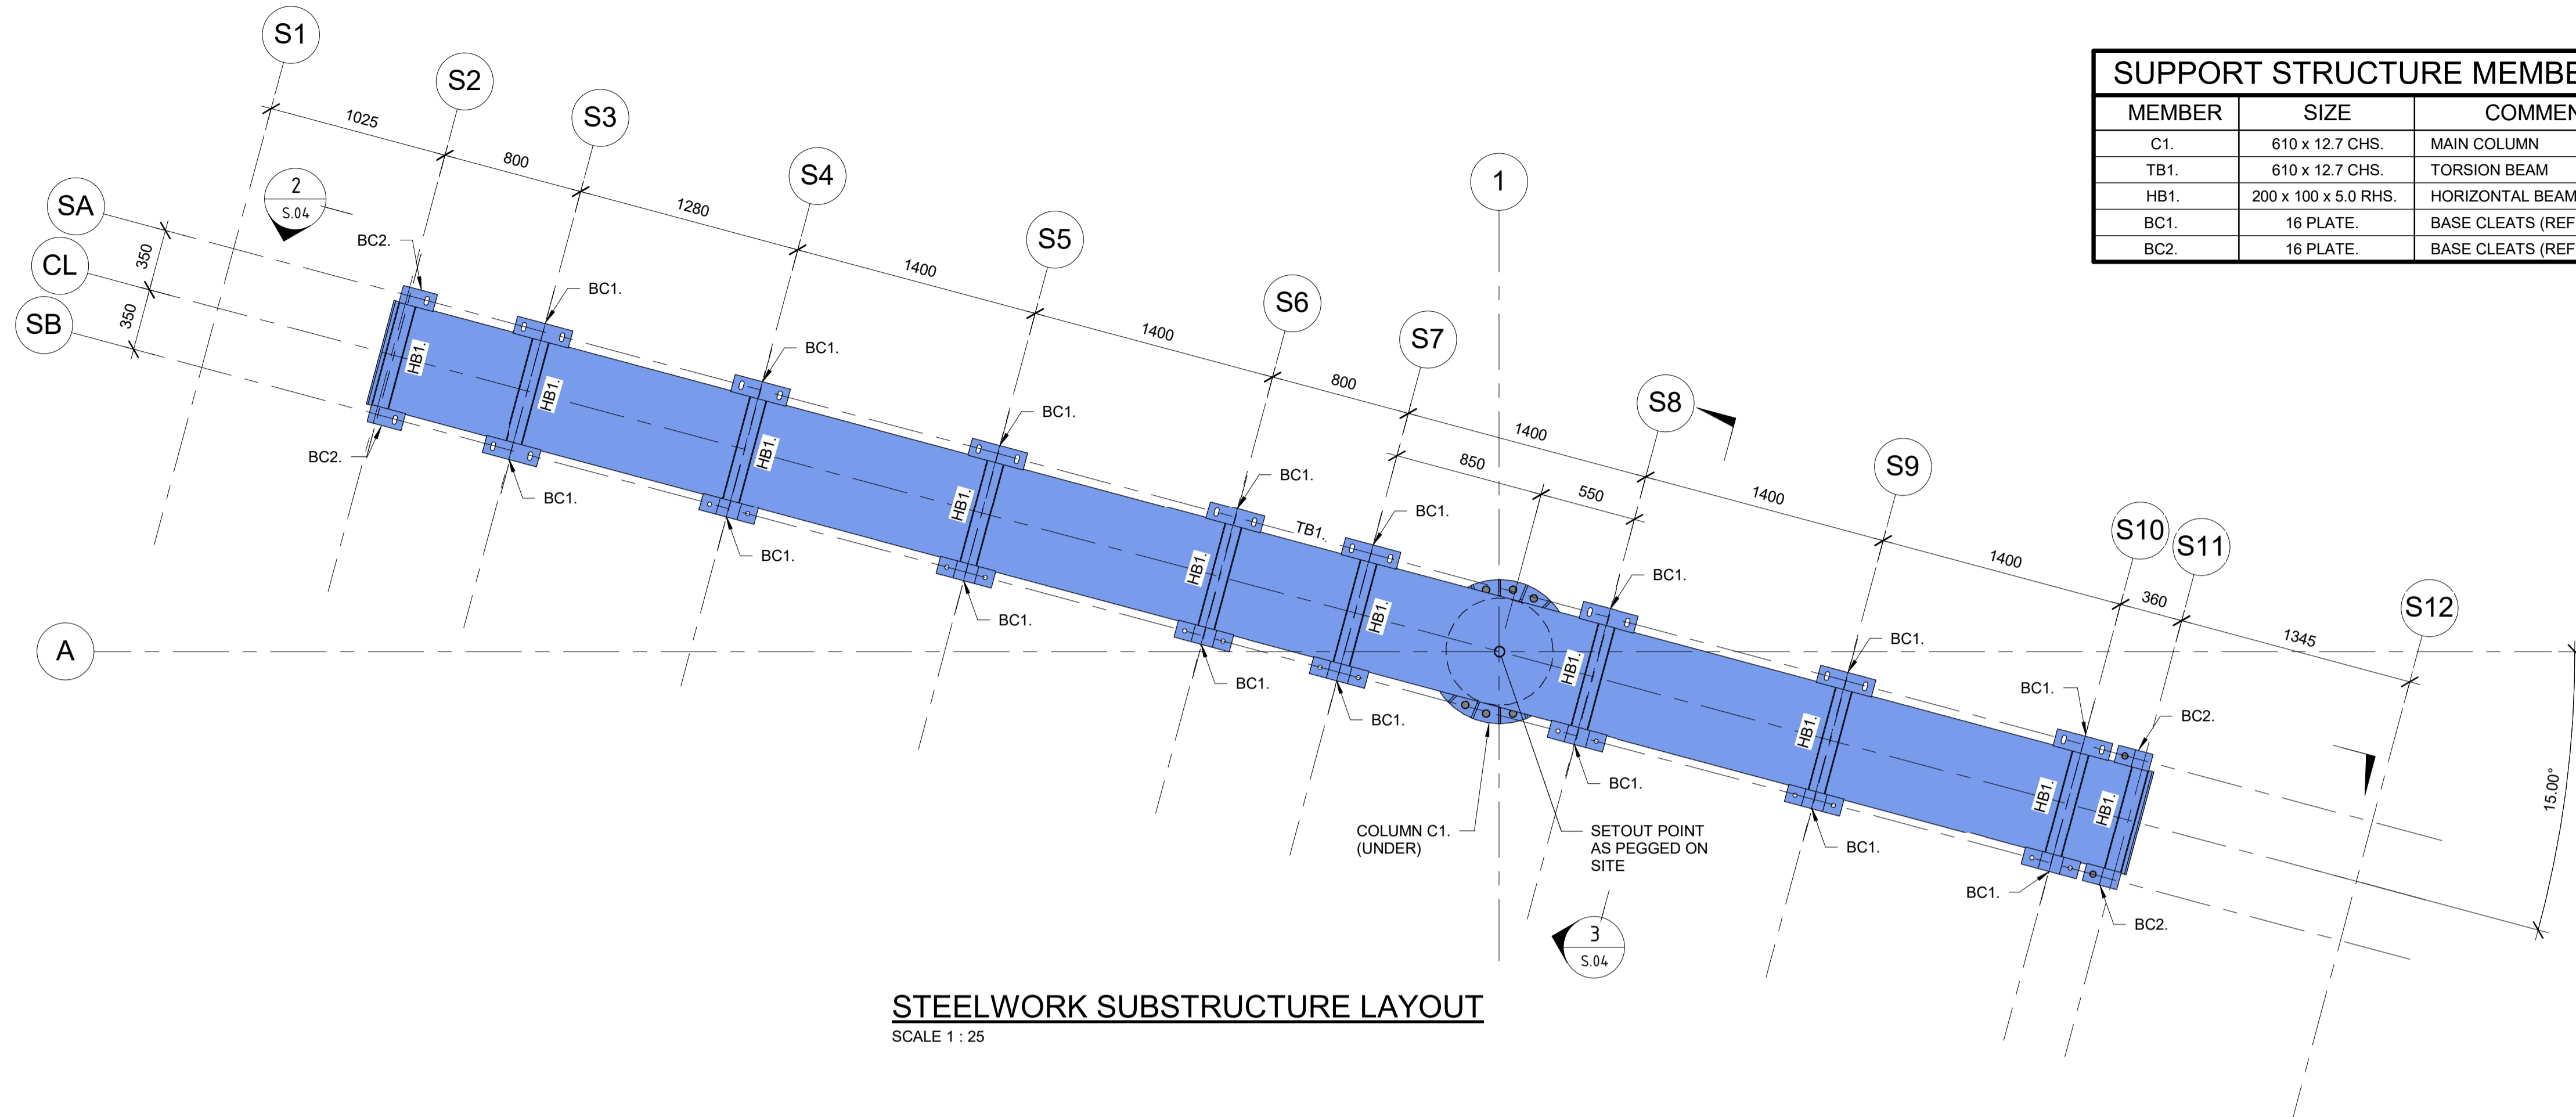 S1
S2
S3
S4
S5
S6
S7
S8
S9
S10
S11
S12
1
SA
CL
SB
A
1025
800
1280
1400
1400
800
1400
1400
1400
360
1345
850
550
350
350
15.00°
2
S.04
3
S.04
SUPPORT STRUCTURE MEMBE
MEMBER SIZE COMMEN
C1. 610 x 12.7 CHS. MAIN COLUMN
TB1. 610 x 12.7 CHS. TORSION BEAM
HB1. 200 x 100 x 5.0 RHS. HORIZONTAL BEAM
BC1. 16 PLATE. BASE CLEATS (REF
BC2. 16 PLATE. BASE CLEATS (REF
BC2.
BC1.
BC1.
BC1.
BC1.
BC1.
BC1.
BC1.
BC1.
BC2.
HB1.
HB1.
HB1.
HB1.
HB1.
HB1.
HB1.
HB1.
HB1.
HB1.
TB1.
BC2.
BC1.
BC1.
BC1.
BC1.
BC1.
BC1.
BC1.
BC1.
BC2.
COLUMN C1.
(UNDER)
SETOUT POINT
AS PEGGED ON
SITE
STEELWORK SUBSTRUCTURE LAYOUT
SCALE 1 : 25